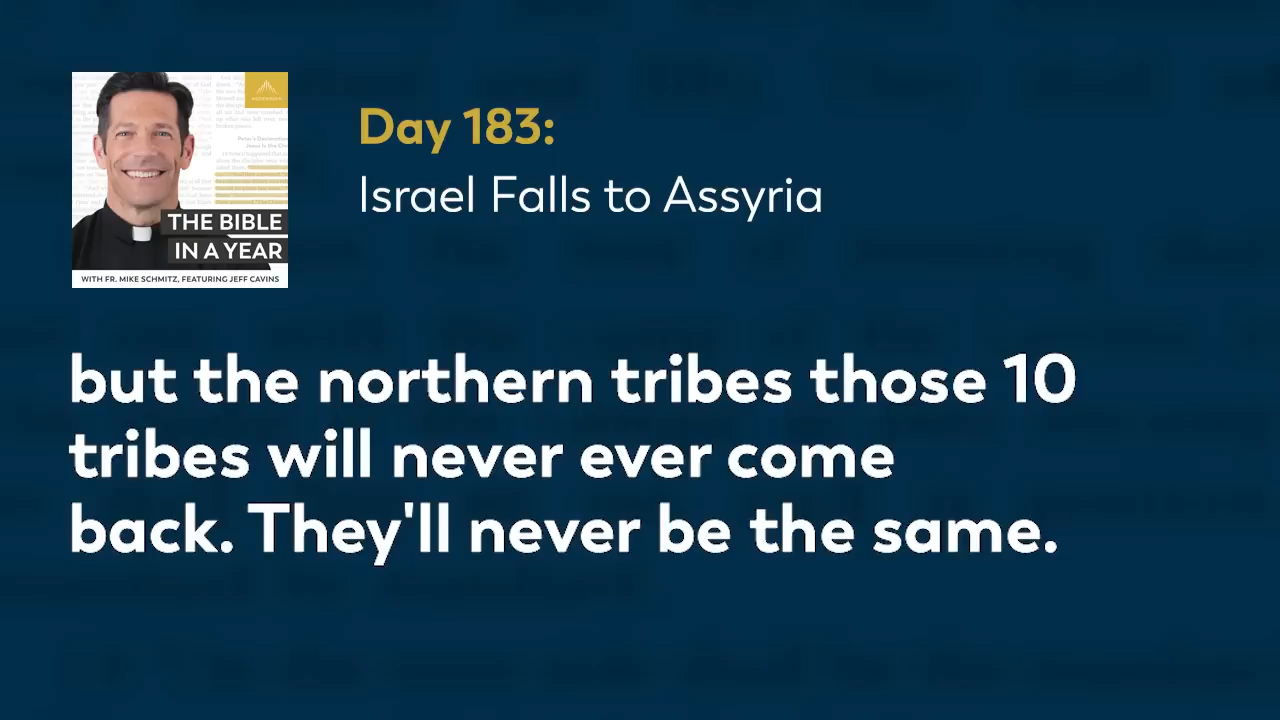 Day 183:
Israel Falls to Assyria
THE BIBLE
IN A YEAR
WITH FR. MIKE SCHMITZ, FEATURING JEFF CAVINS
but the northern tribes those 10
tribes will never ever come
back. They'll never be the same.